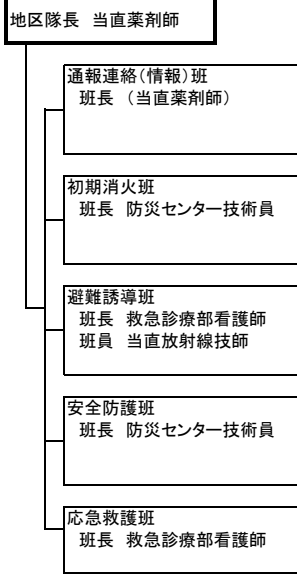 地区隊長 当直薬剤師
通報連絡(情報)班
班長 (当直薬剤師)
初期消火班
班長 防災センター技術員
避難誘導班
班長 救急診療部看護師
班員 当直放射線技師
安全防護班
班長 防災センター技術員
応急救護班
班長 救急診療部看護師